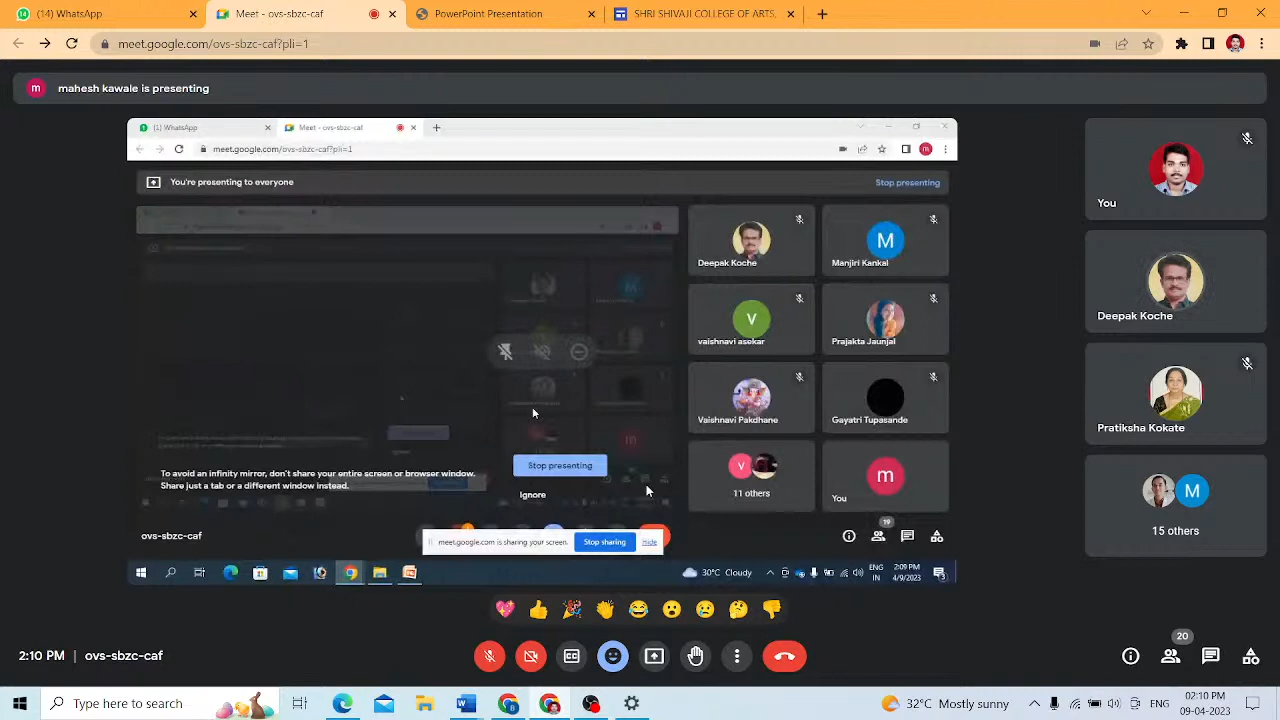 14
(14) WhatsApp
Meet - ovs-sbzc-caf
PowerPoint Presentation
SHRI SHIVAJI COLLEGE OF ARTS,
meet.google.com/ovs-sbzc-caf?pli=1
m
mahesh kawale is presenting
(1) WhatsApp
Meet - ovs-sbzc-caf
meet.google.com/ovs-sbzc-caf?pli=1
m
You're presenting to everyone
Stop presenting
Deepak Koche
M
Manjiri Kankal
V
vaishnavi asekar
Prajakta Jaunjal
Vaishnavi Pakdhane
Gayatri Tupasande
V
11 others
m
You
To avoid an infinity mirror, don't share your entire screen or browser window.
Share just a tab or a different window instead.
Stop presenting
Ignore
ovs-sbzc-caf
19
meet.google.com is sharing your screen.
Stop sharing
Hide
30°C Cloudy
ENG
IN
2:09 PM
4/9/2023
You
Deepak Koche
Pratiksha Kokate
M
15 others
2:10 PM
ovs-sbzc-caf
CC
20
Type here to search
W
B
32°C Mostly sunny
02:10 PM
09-04-2023